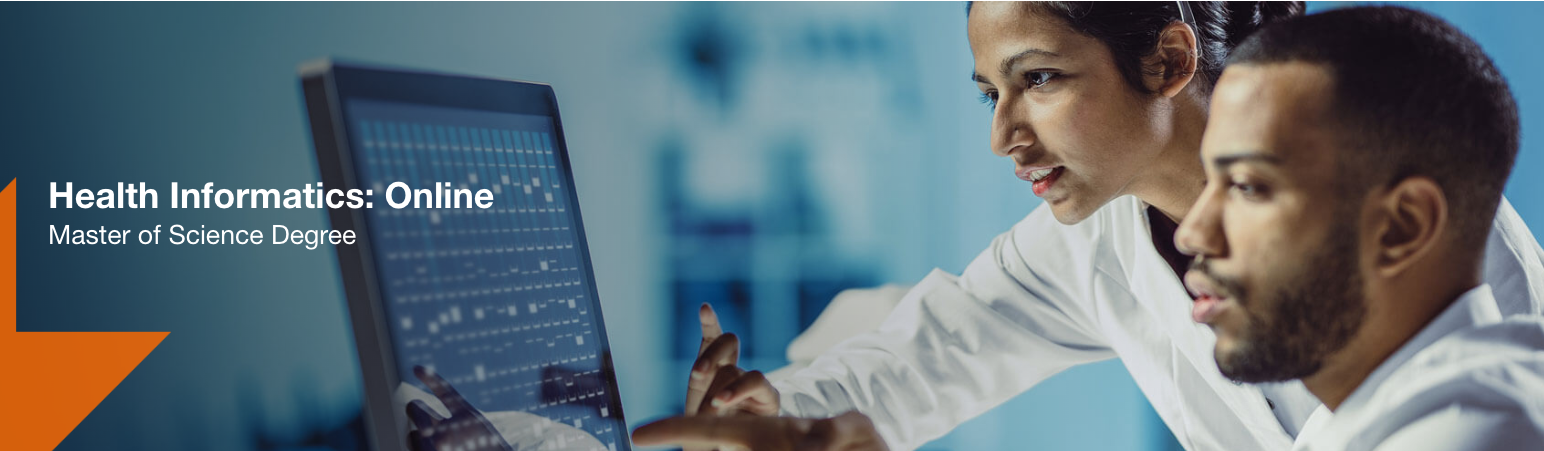 Health Informatics: Online
Master of Science Degree